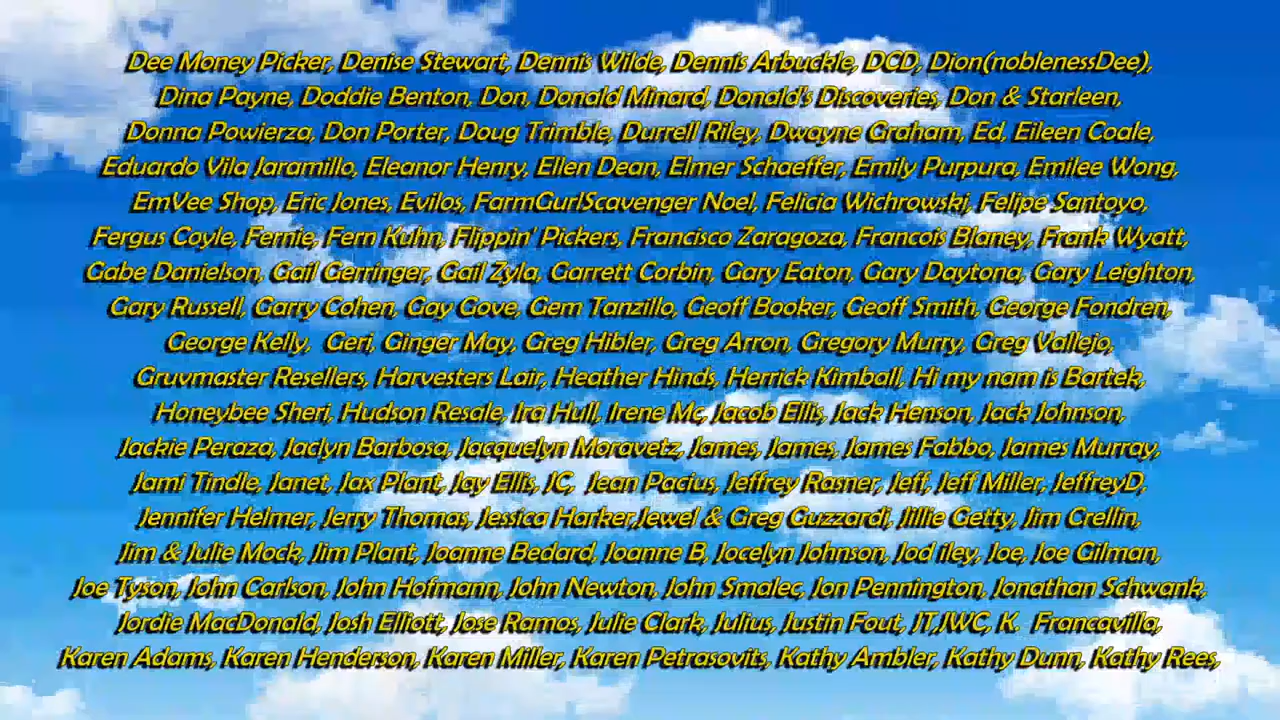 Dee Money Picker, Denise Stewart, Dennis Wilde, Dennis Arbuckle, DCD, Dion(noblenessDee),
Dina Payne, Doddie Benton, Don, Donald Minard, Donald's Discoveries, Don & Starleen,
Donna Powierza, Don Porter, Doug Trimble, Durrell Riley, Dwayne Graham, Ed, Eileen Coale,
Eduardo Vila Jaramillo, Eleanor Henry, Ellen Dean, Elmer Schaeffer, Emily Purpura, Emilee Wong,
EmVee Shop, Eric Jones, Evilos, FarmGurlScavenger Noel, Felicia Wichrowski, Felipe Santoyo,
Fergus Coyle, Fernie, Fern Kuhn, Flippin' Pickers, Francisco Zaragoza, Francois Blaney, Frank Wyatt,
Gabe Danielson, Gail Gerringer, Gail Zyla, Garrett Corbin, Gary Eaton, Gary Daytona, Gary Leighton,
Gary Russell, Garry Cohen, Gay Gove, Gem Tanzillo, Geoff Booker, Geoff Smith, George Fondren,
George Kelly,  Geri, Ginger May, Greg Hibler, Greg Arron, Gregory Murry, Greg Vallejo,
Gruvmaster Resellers, Harvesters Lair, Heather Hinds, Herrick Kimball, Hi my nam is Bartek,
Honeybee Sheri, Hudson Resale, Ira Hull, Irene Mc, Jacob Ellis, Jack Henson, Jack Johnson,
Jackie Peraza, Jaclyn Barbosa, Jacquelyn Moravetz, James, James, James Fabbo, James Murray,
Jami Tindle, Janet, Jax Plant, Jay Ellis, JC,  Jean Pacius, Jeffrey Rasner, Jeff, Jeff Miller, JeffreyD,
Jennifer Helmer, Jerry Thomas, Jessica Harker,Jewel & Greg Guzzardi, Jillie Getty, Jim Crellin,
Jim & Julie Mock, Jim Plant, Joanne Bedard, Joanne B, Jocelyn Johnson, Jod iley, Joe, Joe Gilman,
Joe Tyson, John Carlson, John Hofmann, John Newton, John Smalec, Jon Pennington, Jonathan Schwank,
Jordie MacDonald, Josh Elliott, Jose Ramos, Julie Clark, Julius, Justin Fout, JT,JWC, K.  Francavilla,
Karen Adams, Karen Henderson, Karen Miller, Karen Petrasovits, Kathy Ambler, Kathy Dunn, Kathy Rees,